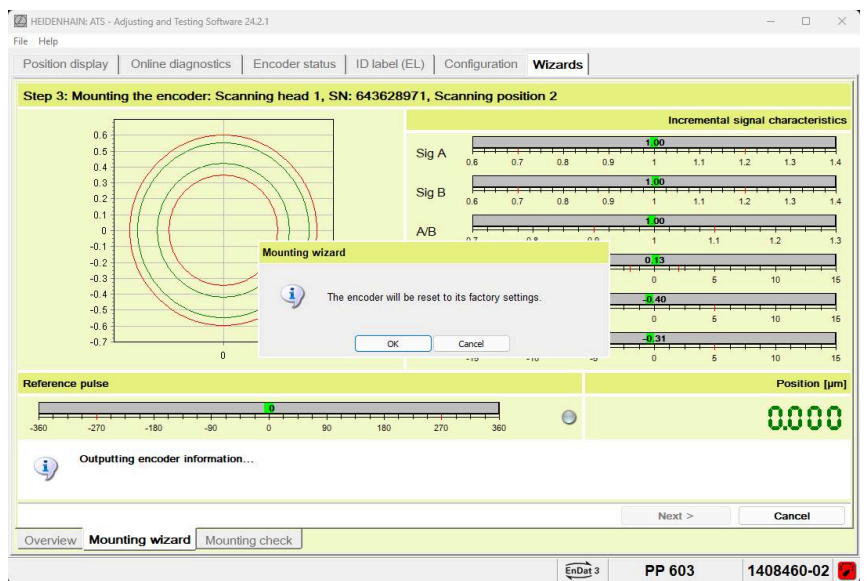 HEIDENHAIN: ATS - Adjusting and Testing Software 24.2.1
File Help
Position display Online diagnostics Encoder status ID label (EL) Configuration Wizards
Step 3: Mounting the encoder: Scanning head 1, SN: 643628971, Scanning position 2
Incremental signal characteristics
0.6
0.5
0.4
0.3
0.2
0.1
0
-0.1
-0.2
-0.3
-0.4
-0.5
-0.6
-0.7
0
Sig A
1.00
0.6 0.7 0.8 0.9 1 1.1 1.2 1.3 1.4
Sig B
1.00
0.6 0.7 0.8 0.9 1 1.1 1.2 1.3 1.4
A/B
1.00
0.7 0.8 0.9 1 1.1 1.2 1.3
0.13
0 5 10 15
-0.40
0 5 10 15
-0.31
-15 -10 -5 0 5 10 15
Mounting wizard
The encoder will be reset to its factory settings.
OK Cancel
Reference pulse
0
-360 -270 -180 -90 0 90 180 270 360
Position [µm]
0.000
Outputting encoder information...
Next > Cancel
Overview Mounting wizard Mounting check
EnDat 3 PP 603 1408460-02